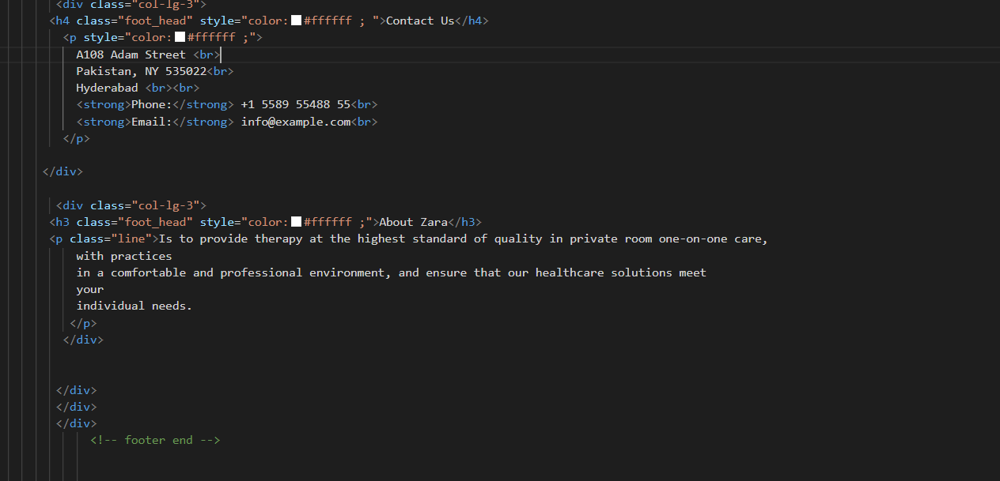 <div class="col-lg-3">
<h4 class="foot_head" style="color:#ffffff ; ">Contact Us</h4>
<p style="color:#ffffff ;">
A108 Adam Street <br>
Pakistan, NY 535022<br>
Hyderabad <br><br>
<strong>Phone:</strong> +1 5589 55488 55<br>
<strong>Email:</strong> info@example.com<br>
</p>
</div>
<div class="col-lg-3">
<h3 class="foot_head" style="color:#ffffff ;">About Zara</h3>
<p class="line">Is to provide therapy at the highest standard of quality in private room one-on-one care,
with practices
in a comfortable and professional environment, and ensure that our healthcare solutions meet
your
individual needs.
</p>
</div>
</div>
</div>
</div>
<!-- footer end -->